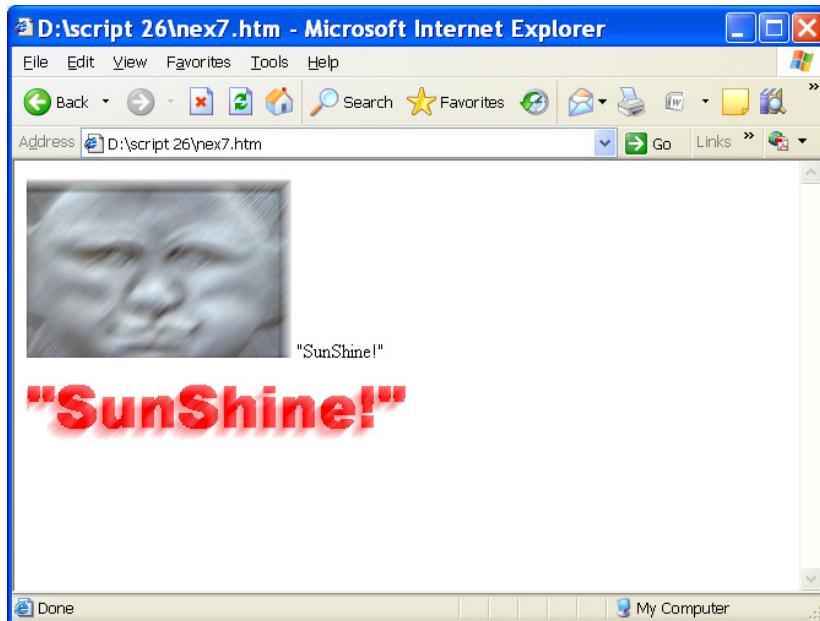 D:\script 26\nex7.htm - Microsoft Internet Explorer
File Edit View Favorites Tools Help
Back Search Favorites
Address D:\script 26\nex7.htm Go Links
"SunShine!"
"SunShine!"
Done My Computer